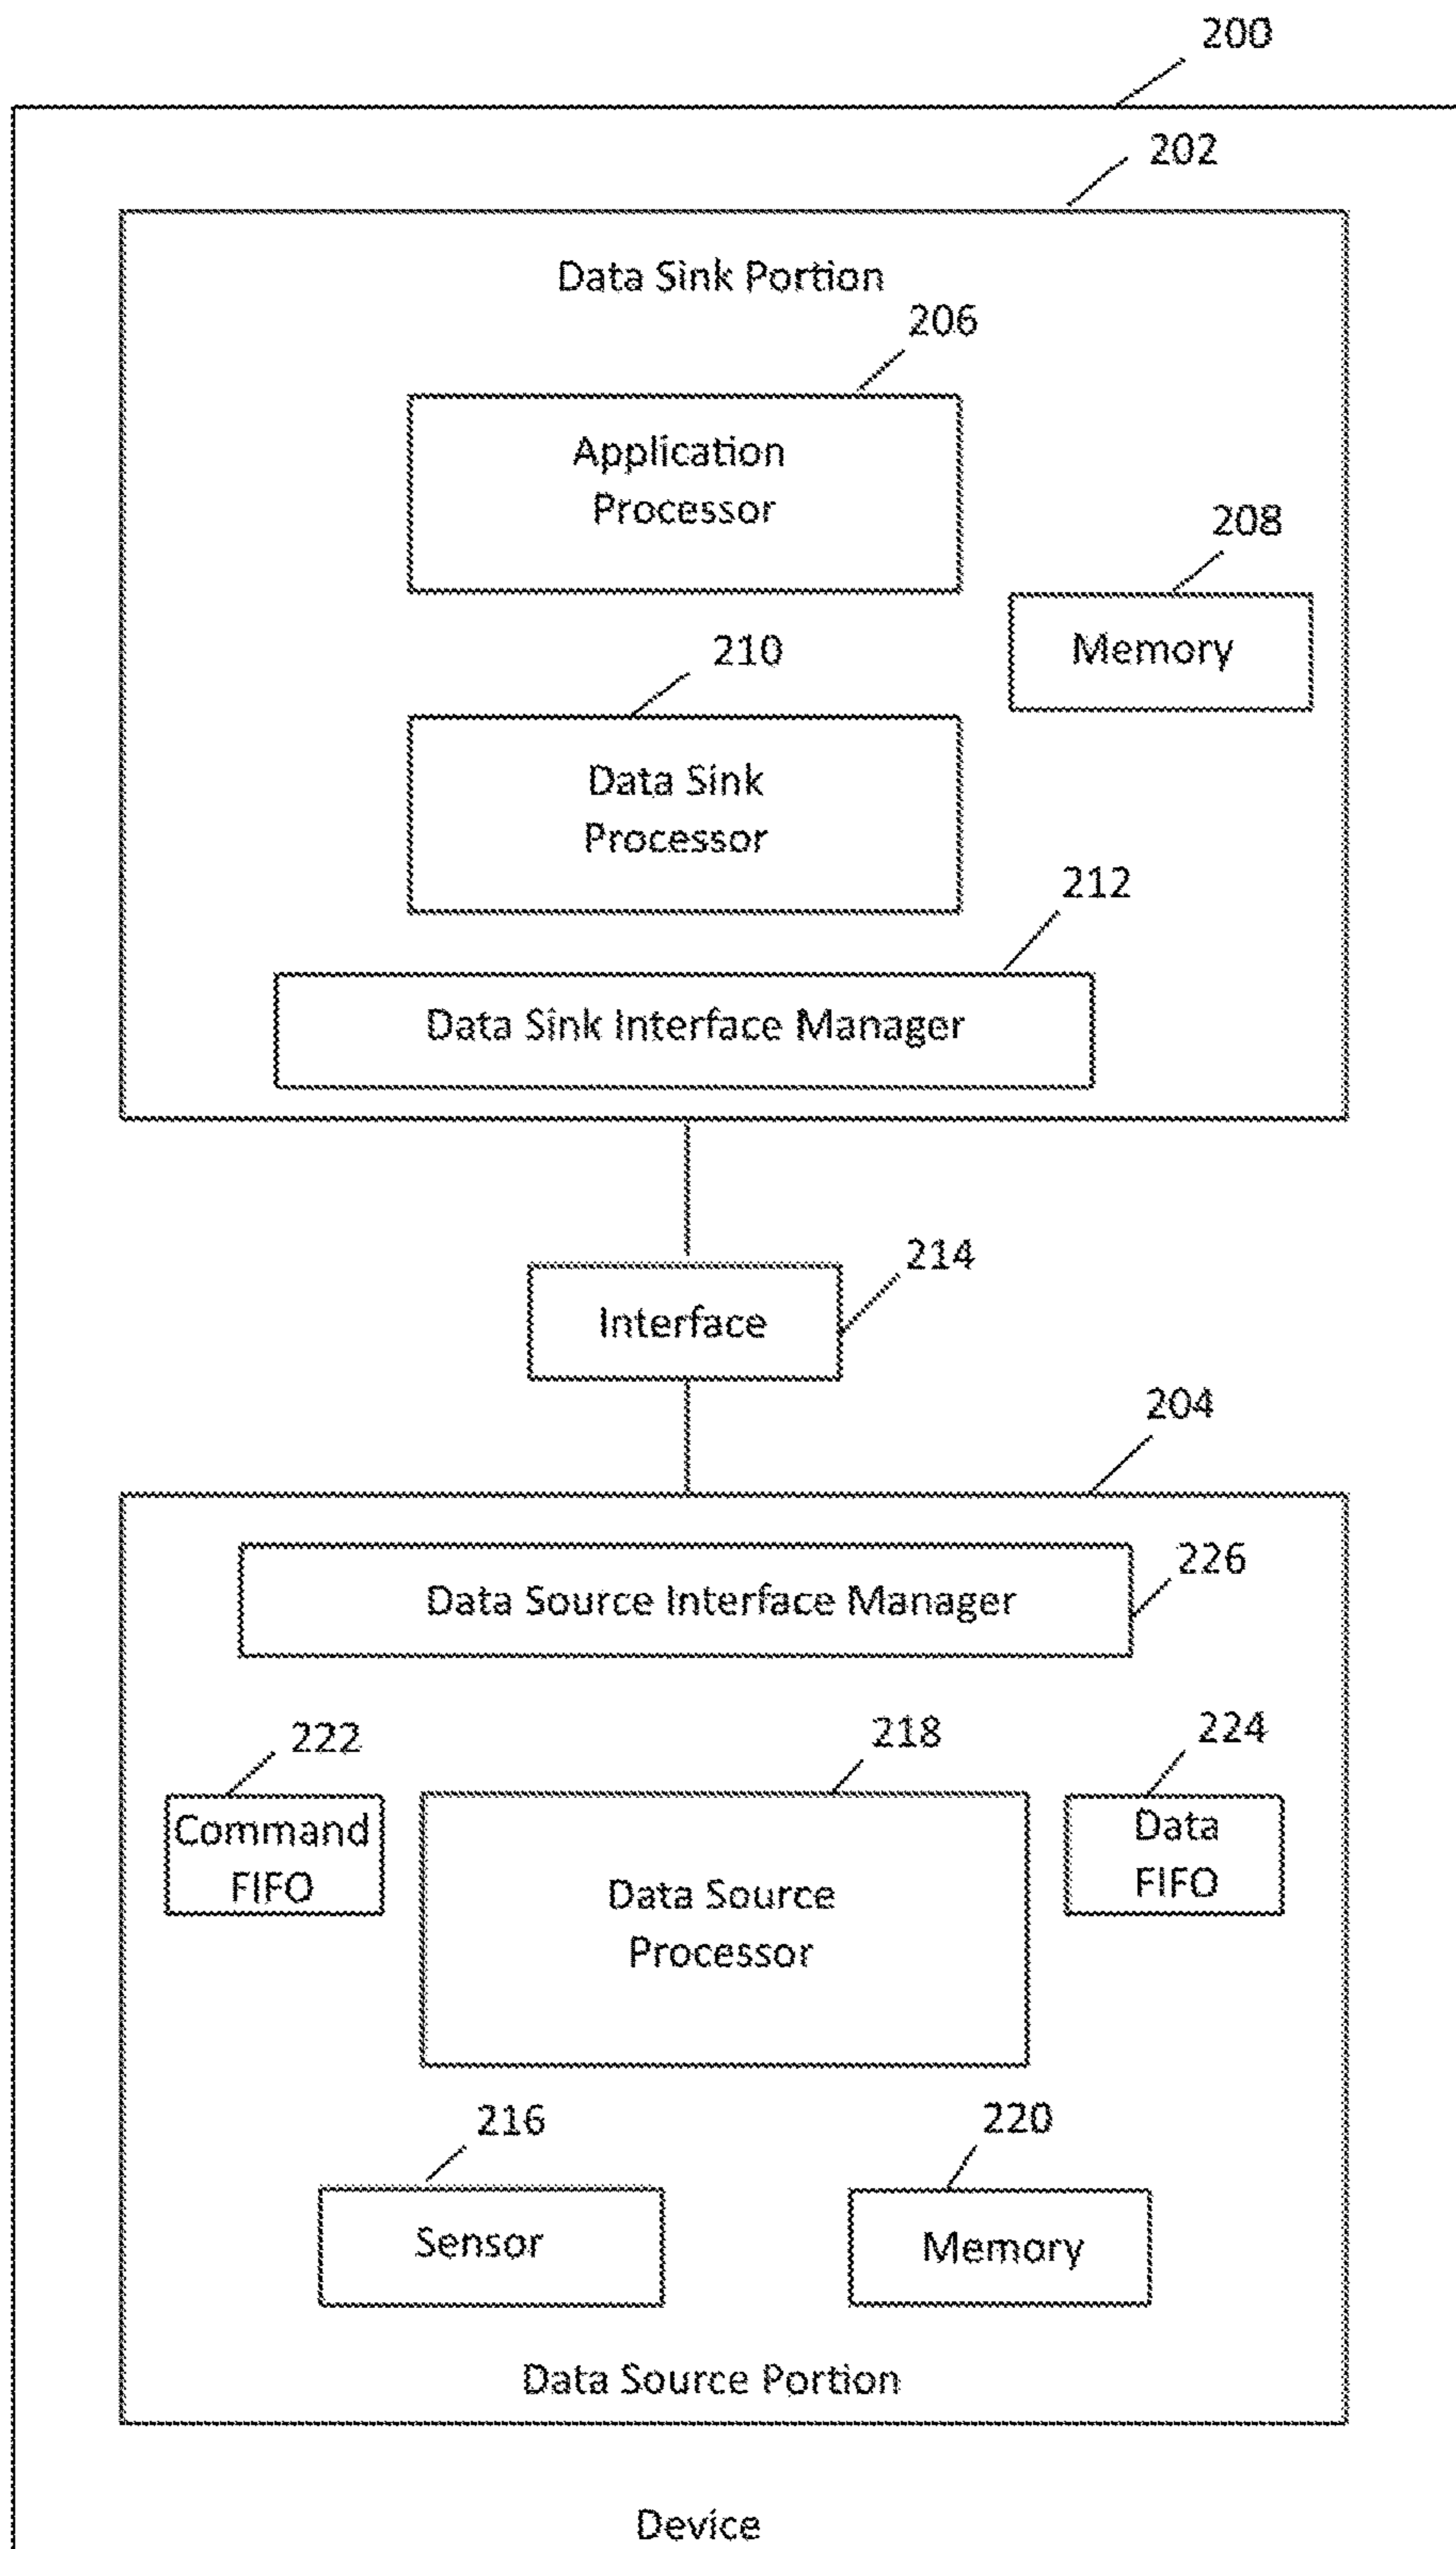 200
202
Data Sink Portion
206
Application
Processor
208
Memory
210
Data Sink
Processor
212
Data Sink Interface Manager
214
Interface
204
226
Data Source Interface Manager
222
218
224
Command
FIFO
Data Source
Processor
Data
FIFO
216
220
Sensor
Memory
Data Source Portion
Device